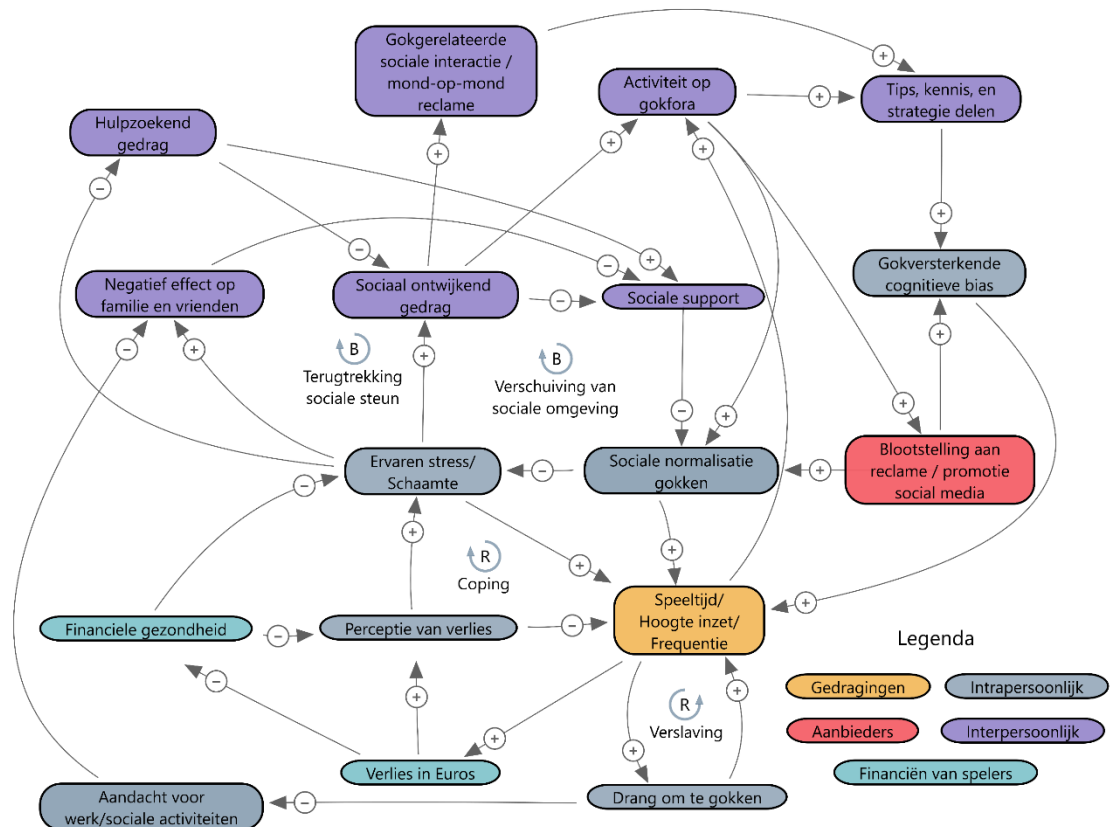 Gokgerelateerde
sociale interactie /
mond-op-mond
reclame
+
Activiteit op
gokfora
+
Tips, kennis, en
strategie delen
Hulpzoekend
gedrag
+
+
+
+
−
−
−
+
+
Negatief effect op
familie en vrienden
Sociaal ontwijkend
gedrag
−
Sociale support
Gokversterkende
cognitieve bias
−
+
B
Terugtrekking
sociale steun
+
B
Verschuiving van
sociale omgeving
−
+
+
+
Ervaren stress/
Schaamte
−
Sociale normalisatie
gokken
+
Blootstelling aan
reclame / promotie
social media
−
+
R
Coping
+
+
+
Financiele gezondheid
−
Perceptie van verlies
−
Speeltijd/
Hoogte inzet/
Frequentie
−
+
+
R
Verslaving
+
+
Verlies in Euros
Aandacht voor
werk/sociale activiteiten
−
Drang om te gokken
Legenda
Gedragingen
Intrapersoonlijk
Aanbieders
Interpersoonlijk
Financiën van spelers